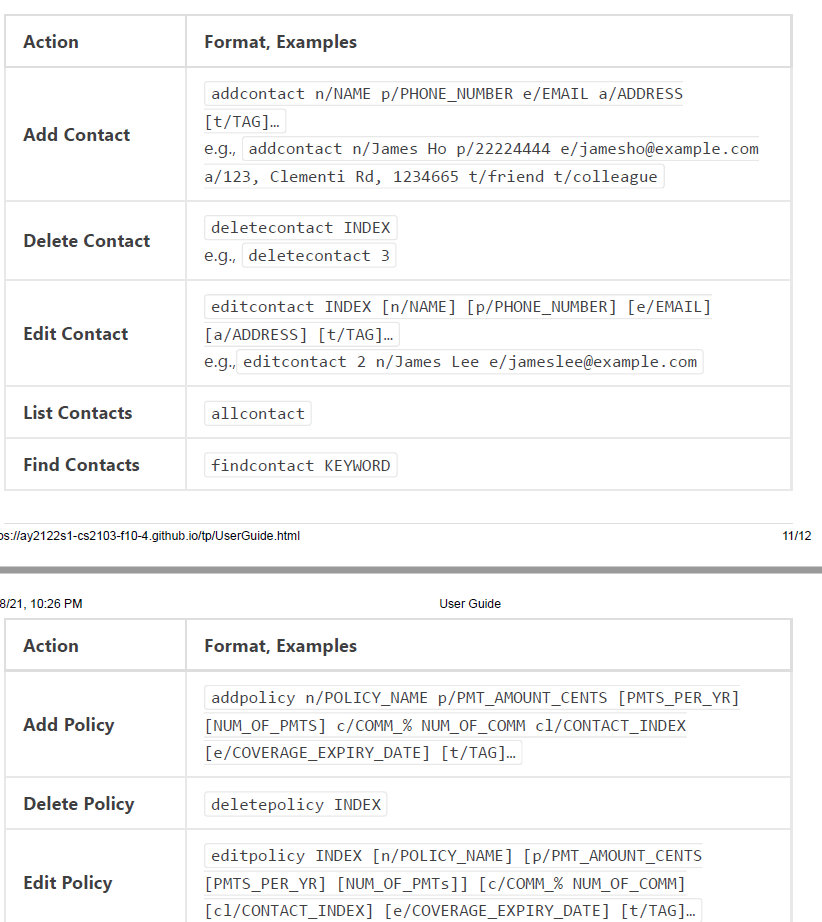 Action Format, Examples
Add Contact
addcontact n/NAME p/PHONE_NUMBER e/EMAIL a/ADDRESS
[t/TAG]…
e.g., addcontact n/James Ho p/22224444 e/jamesho@example.com
a/123, Clementi Rd, 1234665 t/friend t/colleague
Delete Contact
deletecontact INDEX
e.g., deletecontact 3
Edit Contact
editcontact INDEX [n/NAME] [p/PHONE_NUMBER] [e/EMAIL]
[a/ADDRESS] [t/TAG]…
e.g., editcontact 2 n/James Lee e/jameslee@example.com
List Contacts allcontact
Find Contacts findcontact KEYWORD
ps://ay2122s1-cs2103-f10-4.github.io/tp/UserGuide.html 11/12
8/21, 10:26 PM User Guide
Action Format, Examples
Add Policy
addpolicy n/POLICY_NAME p/PMT_AMOUNT_CENTS [PMTS_PER_YR]
[NUM_OF_PMTS] c/COMM_% NUM_OF_COMM cl/CONTACT_INDEX
[e/COVERAGE_EXPIRY_DATE] [t/TAG]…
Delete Policy deletepolicy INDEX
Edit Policy
editpolicy INDEX [n/POLICY_NAME] [p/PMT_AMOUNT_CENTS
[PMTS_PER_YR] [NUM_OF_PMTs]] [c/COMM_% NUM_OF_COMM]
[cl/CONTACT_INDEX] [e/COVERAGE_EXPIRY_DATE] [t/TAG]…